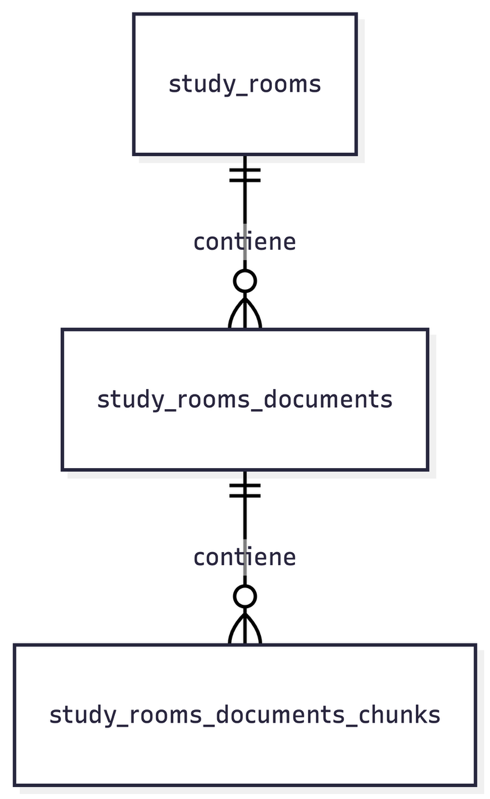 study_rooms
contiene
study_rooms_documents
contiene
study_rooms_documents_chunks